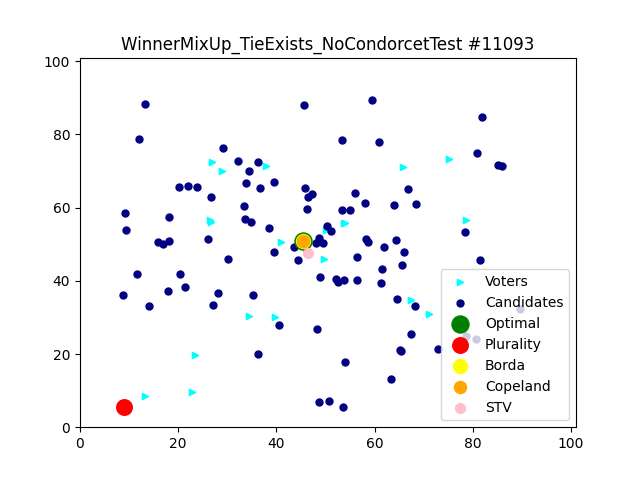 WinnerMixUp_TieExists_NoCondorcetTest #11093
100
80
60
40
20
0
0 20 40 60 80 100
Voters
Candidates
Optimal
Plurality
Borda
Copeland
STV